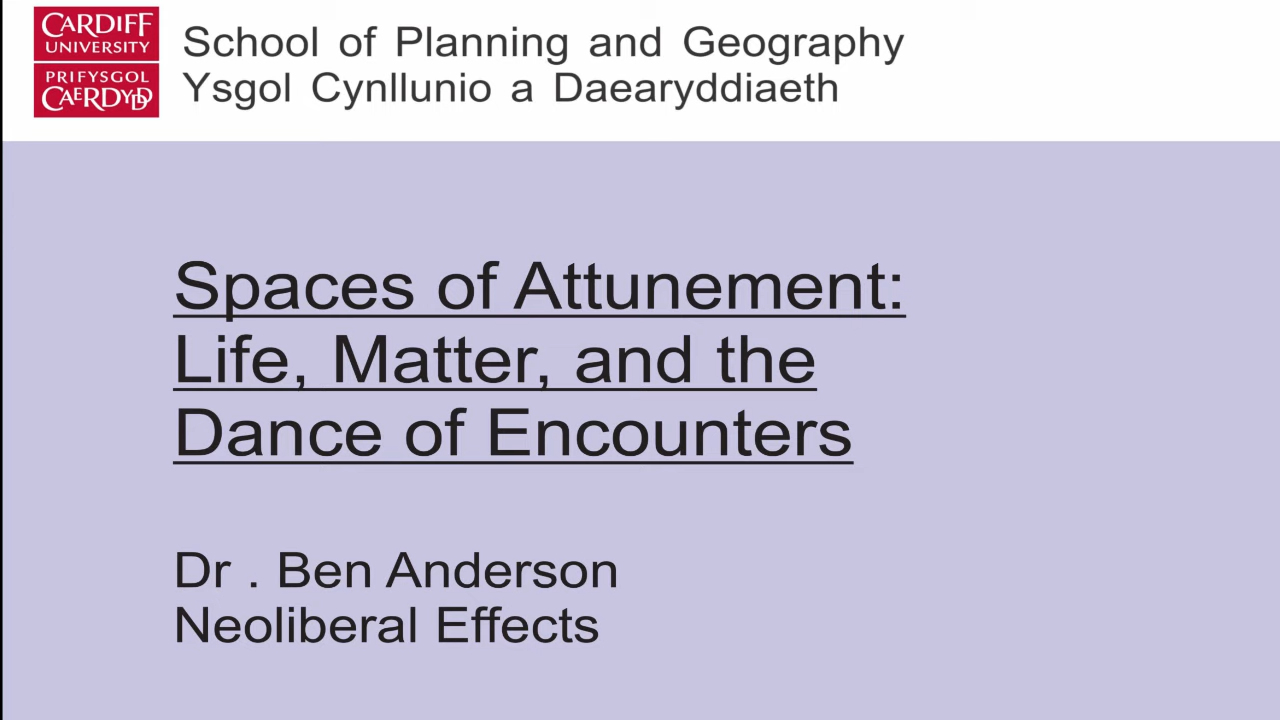 CARDIFF
UNIVERSITY
PRIFYSGOL
CAERDYDD
School of Planning and Geography
Ysgol Cynllunio a Daearyddiaeth
Spaces of Attunement:
Life, Matter, and the
Dance of Encounters
Dr . Ben Anderson
Neoliberal Effects